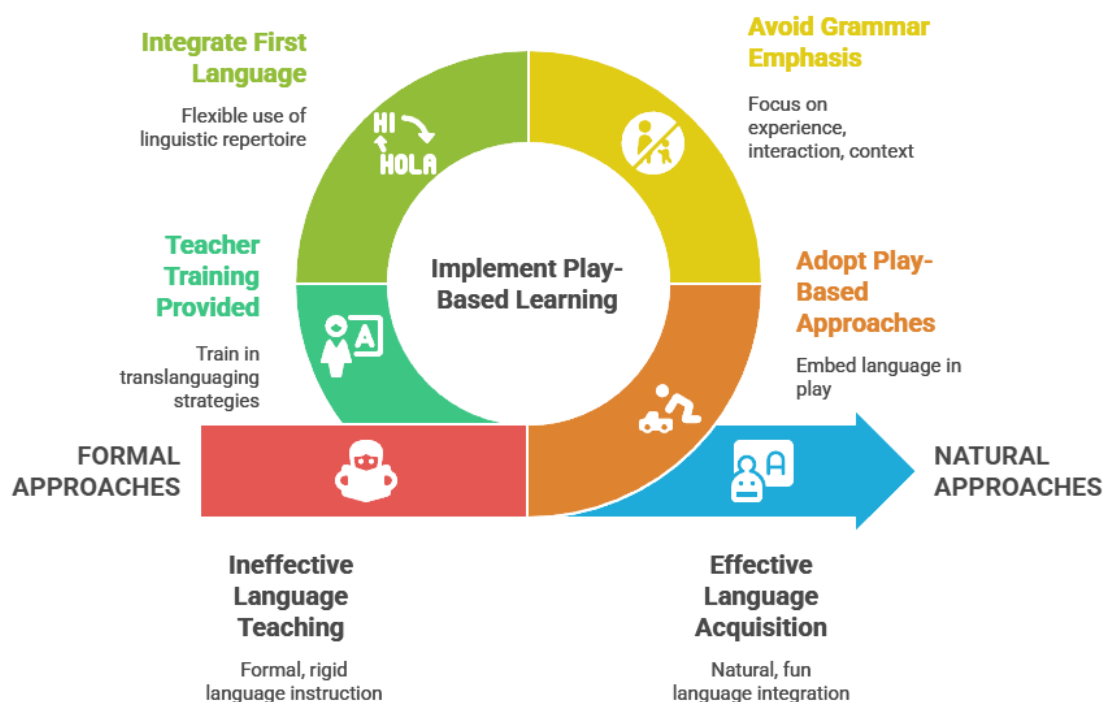 Integrate First
Language
Flexible use of
linguistic repertoire
Avoid Grammar
Emphasis
Focus on
experience,
interaction, context
HI
HOLA
Teacher
Training
Provided
Train in
translanguaging
strategies
A
Implement Play-
Based Learning
Adopt Play-
Based
Approaches
Embed language in
play
FORMAL
APPROACHES
A
NATURAL
APPROACHES
Ineffective
Language
Teaching
Formal, rigid
language instruction
Effective
Language
Acquisition
Natural, fun
language integration